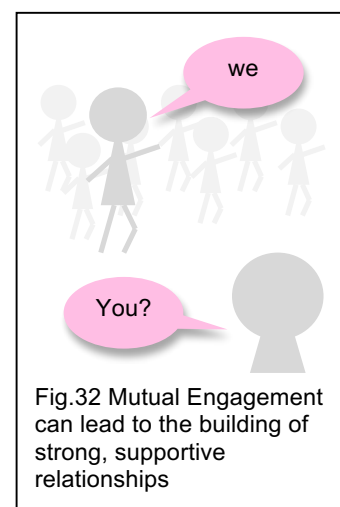 we
You?
Fig.32 Mutual Engagement
can lead to the building of
strong, supportive
relationships